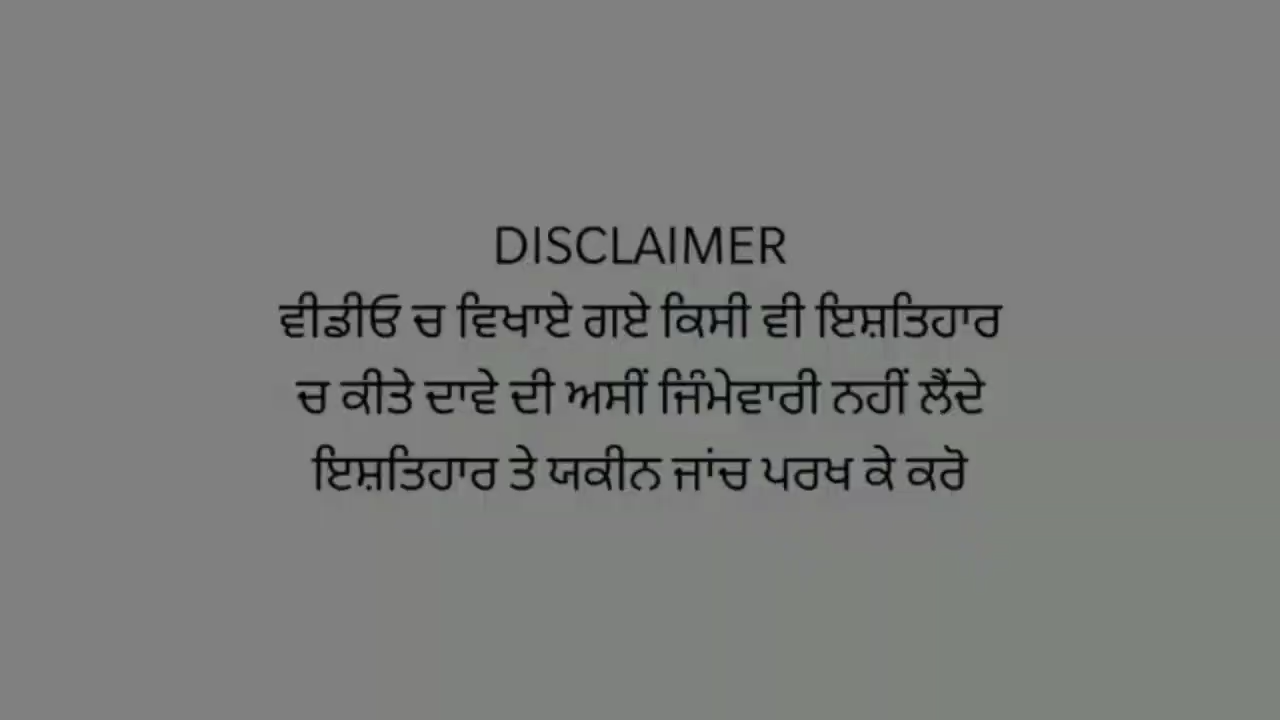 DISCLAIMER
ਵੀਡੀਓ ਚ ਵਿਖਾਏ ਗਏ ਕਿਸੀ ਵੀ ਇਸ਼ਤਿਹਾਰ
ਚ ਕੀਤੇ ਦਾਵੇ ਦੀ ਅਸੀਂ ਜਿੰਮੇਵਾਰੀ ਨਹੀਂ ਲੈਂਦੇ
ਇਸ਼ਤਿਹਾਰ ਤੇ ਯਕੀਨ ਜਾਂਚ ਪਰਖ ਕੇ ਕਰੋ